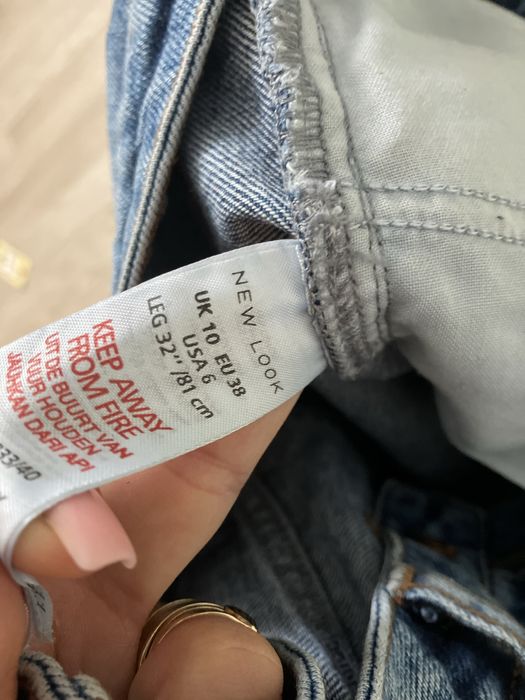 NEW LOOK
UK 10 EU 38
USA 6
LEG 32"/81 cm
KEEP AWAY
FROM FIRE
UIT DE BUURT VAN
VUUR HOUDEN
JAUHKAN DARI API